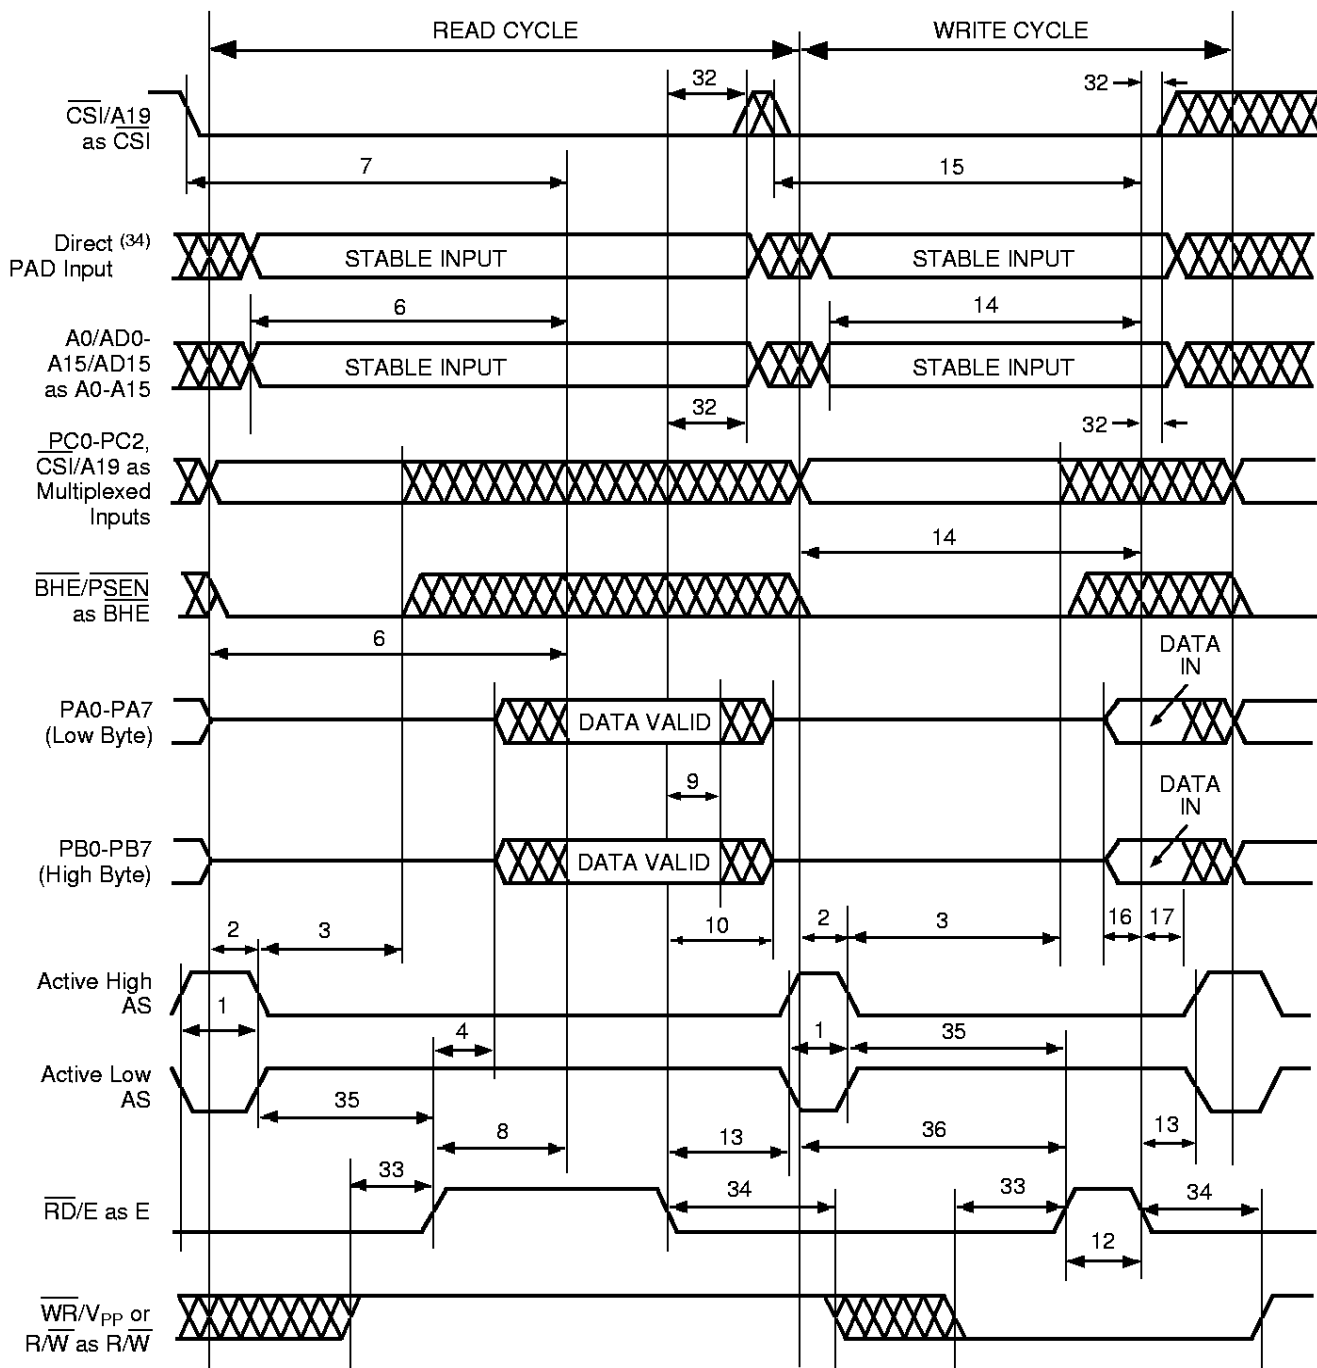 READ CYCLE
WRITE CYCLE
32
32
CSI/A19
as CSI
7
15
Direct (34)
PAD Input
STABLE INPUT
STABLE INPUT
6
14
A0/AD0-
A15/AD15
as A0-A15
STABLE INPUT
STABLE INPUT
32
32
PC0-PC2,
CSI/A19 as
Multiplexed
Inputs
14
BHE/PSEN
as BHE
6
DATA
IN
PA0-PA7
(Low Byte)
DATA VALID
9
DATA
IN
PB0-PB7
(High Byte)
DATA VALID
2
3
10
2
3
16
17
Active High
AS
1
4
1
35
Active Low
AS
35
8
13
36
13
33
34
33
34
RD/E as E
12
WR/VPP or
R/W as R/W